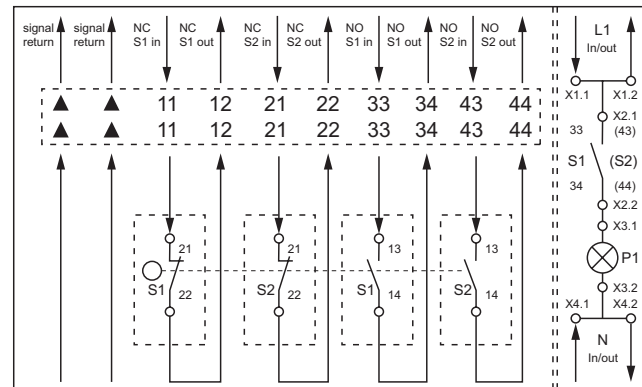 signal return
signal return
NC S1 in
NC S1 out
NC S2 in
NC S2 out
NO S1 in
NO S1 out
NO S2 in
NO S2 out
▲ ▲ 11 12 21 22 33 34 43 44
▲ ▲ 11 12 21 22 33 34 43 44
21
S1
22
21
S2
22
13
S1
14
13
S2
14
L1
In/out
X1.1
X1.2
X2.1
33
(43)
S1
(S2)
34
(44)
X2.2
X3.1
P1
X3.2
X4.1
X4.2
N
In/out